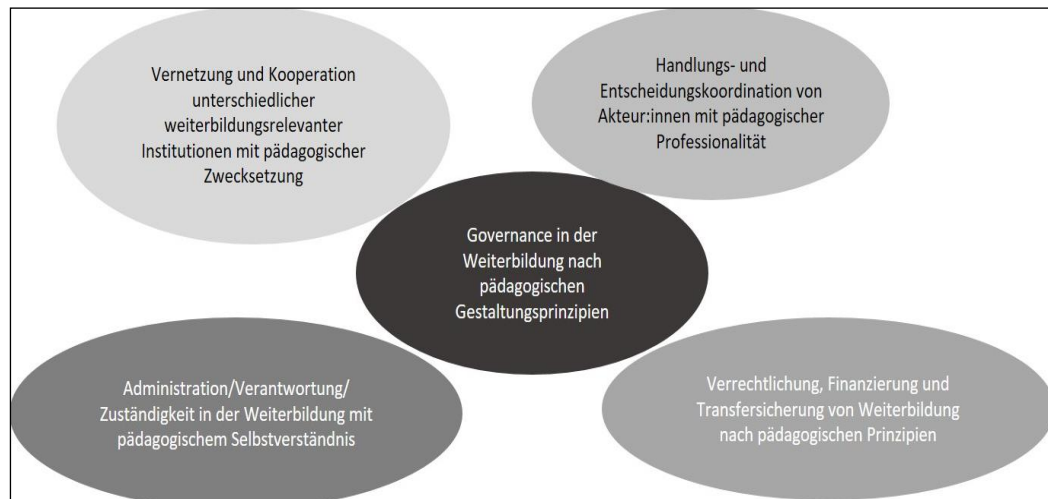 Vernetzung und Kooperation
unterschiedlicher
weiterbildungsrelevanter
Institutionen mit pädagogischer
Zwecksetzung
Handlungs- und
Entscheidungskoordination von
Akteur:innen mit pädagogischer
Professionalität
Governance in der
Weiterbildung nach
pädagogischen
Gestaltungsprinzipien
Administration/Verantwortung/
Zuständigkeit in der Weiterbildung mit
pädagogischem Selbstverständnis
Verrechtlichung, Finanzierung und
Transfersicherung von Weiterbildung
nach pädagogischen Prinzipien